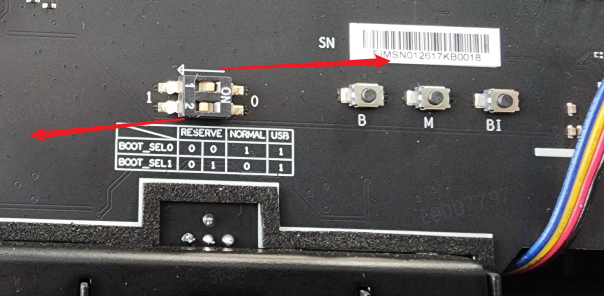 SN
SIMSN012617KB0018
1
1 2
ON
0
B M BI
RESERVE NORMAL USB
BOOT_SEL0 0 0 1 1
BOOT_SEL1 0 1 0 1